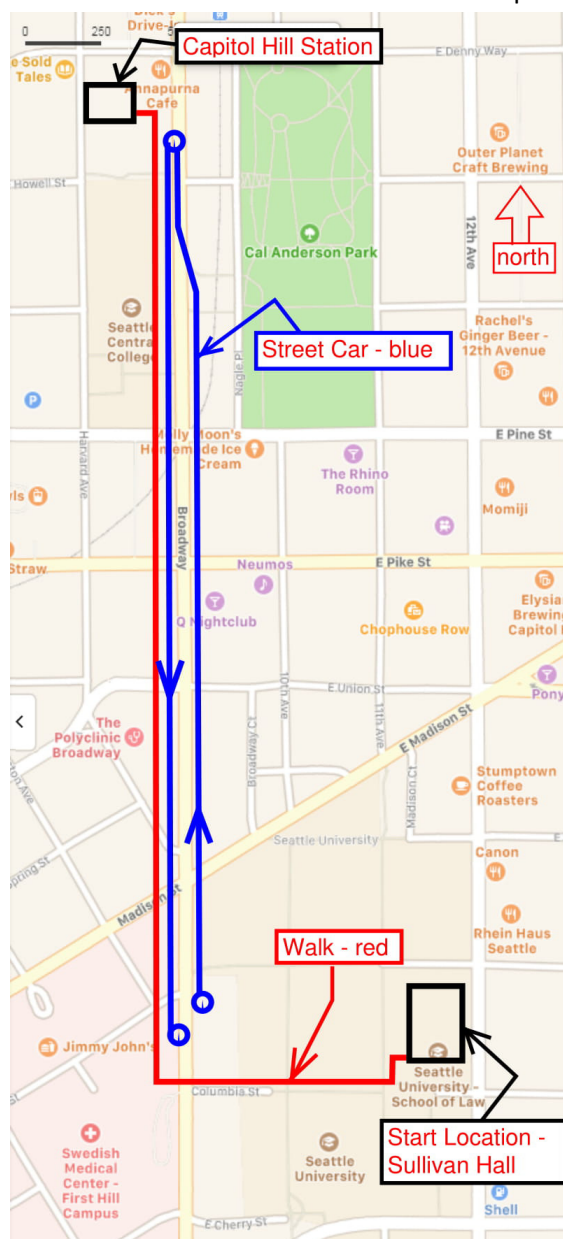 Dick's
Drive-In
0
250
5
Capitol Hill Station
E Denny Way
e Sold
Tales
Annapurna
Cafe
Outer Planet
Craft Brewing
Howell St
12th Ave
north
Cal Anderson Park
Seattle
Central
College
Street Car - blue
Rachel's
Ginger Beer -
12th Avenue
Nagle Pl
P
Molly Moon's
Homemade Ice
Cream
E Pine St
Harvard Ave
The Rhino
Room
Momiji
wls
Broadway
Straw
Neumos
E Pike St
Q Nightclub
Chophouse Row
Elysian
Brewing
Capitol H
10th Ave
11th Ave
E Union St
Pony
The
Polyclinic
Broadway
Broadway Ct
E Madison St
Madison Ct
Stumptown
Coffee
Roasters
Seattle University
E
Canon
Spring St
Madison St
Rhein Haus
Seattle
Walk - red
Jimmy John's
Columbia St
Seattle
University -
School of Law
Start Location -
Sullivan Hall
Swedish
Medical
Center -
First Hill
Campus
Seattle
University
Shell
E Cherry St